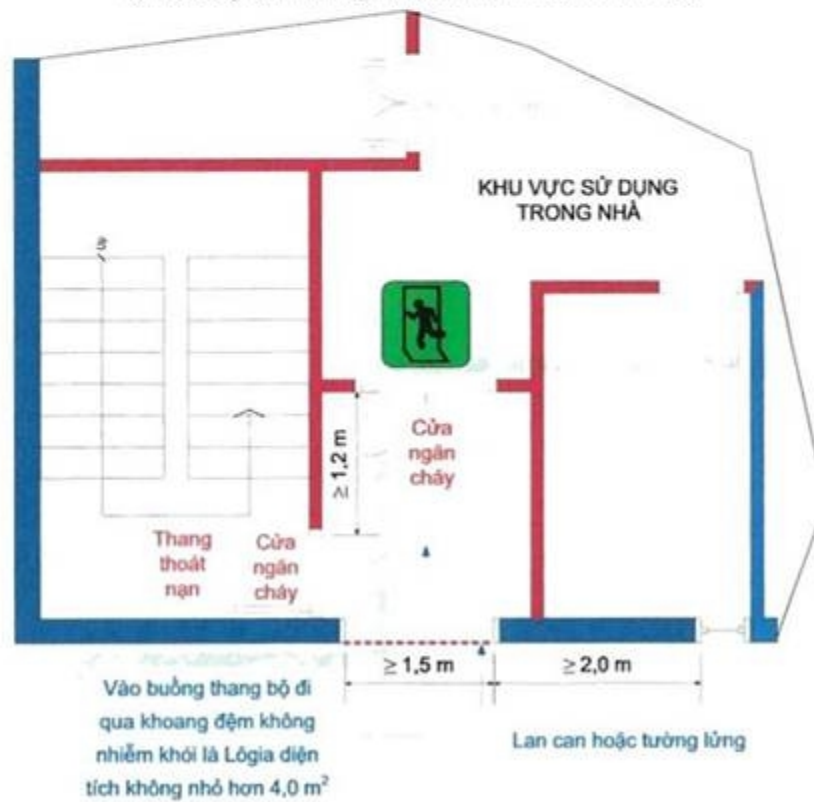 KHU VỰC SỬ DỤNG
TRONG NHÀ
≥ 1,2 m
Cửa
ngăn
cháy
Thang
thoát
nạn
Cửa
ngăn
cháy
≥ 1,5 m
≥ 2,0 m
Vào buồng thang bộ đi
qua khoang đệm không
nhiễm khói là Lôgia diện
tích không nhỏ hơn 4,0 m²
Lan can hoặc tường lửng